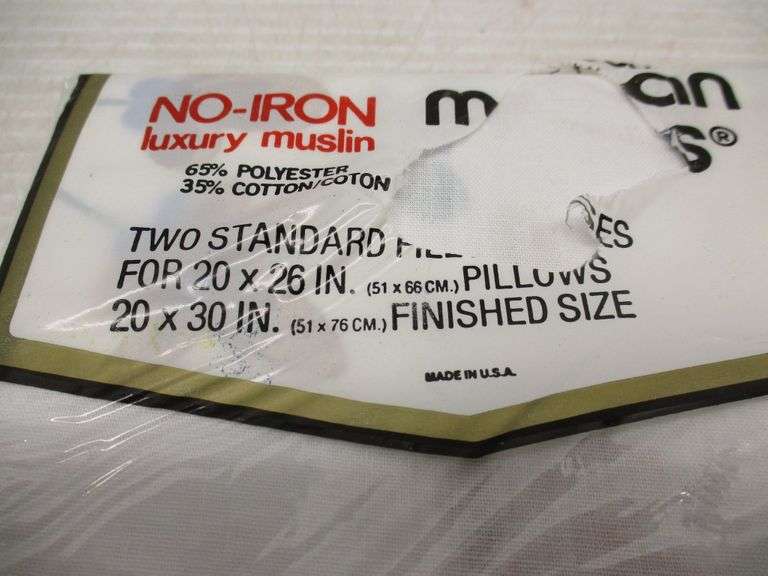 NO-IRON
luxury muslin
65% POLYESTER
35% COTTON/COTON
TWO STANDARD
FOR 20 x 26 IN. (51 x 66 CM.) PILLOWS
20 x 30 IN. (51 x 76 CM.) FINISHED SIZE
MADE IN U.S.A.